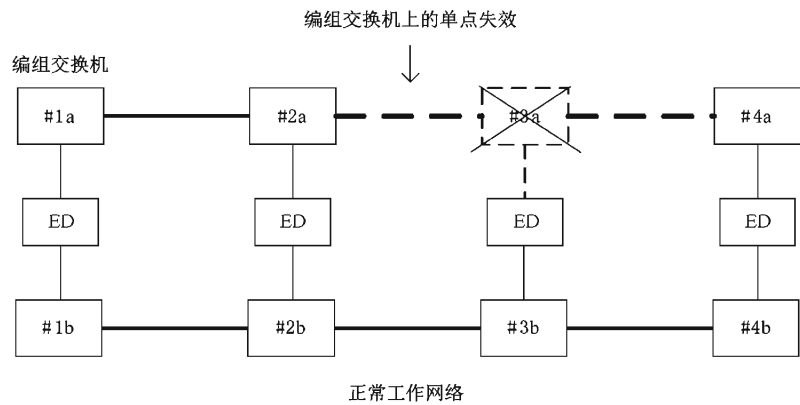 编组交换机上的单点失效
编组交换机
#1a
#2a
#3a
#4a
ED
ED
ED
ED
#1b
#2b
#3b
#4b
正常工作网络